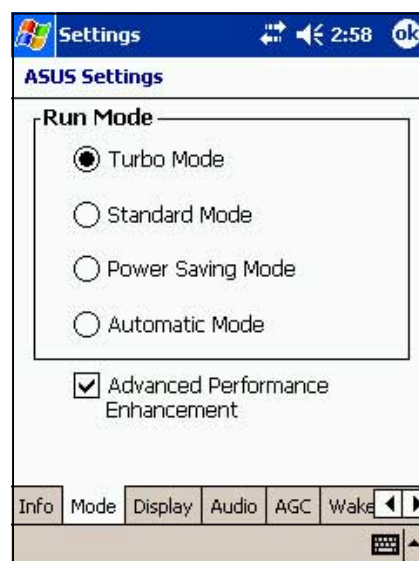 Settings 2:58 ok
ASUS Settings
Run Mode
Turbo Mode
Standard Mode
Power Saving Mode
Automatic Mode
Advanced Performance
Enhancement
Info Mode Display Audio AGC Wake